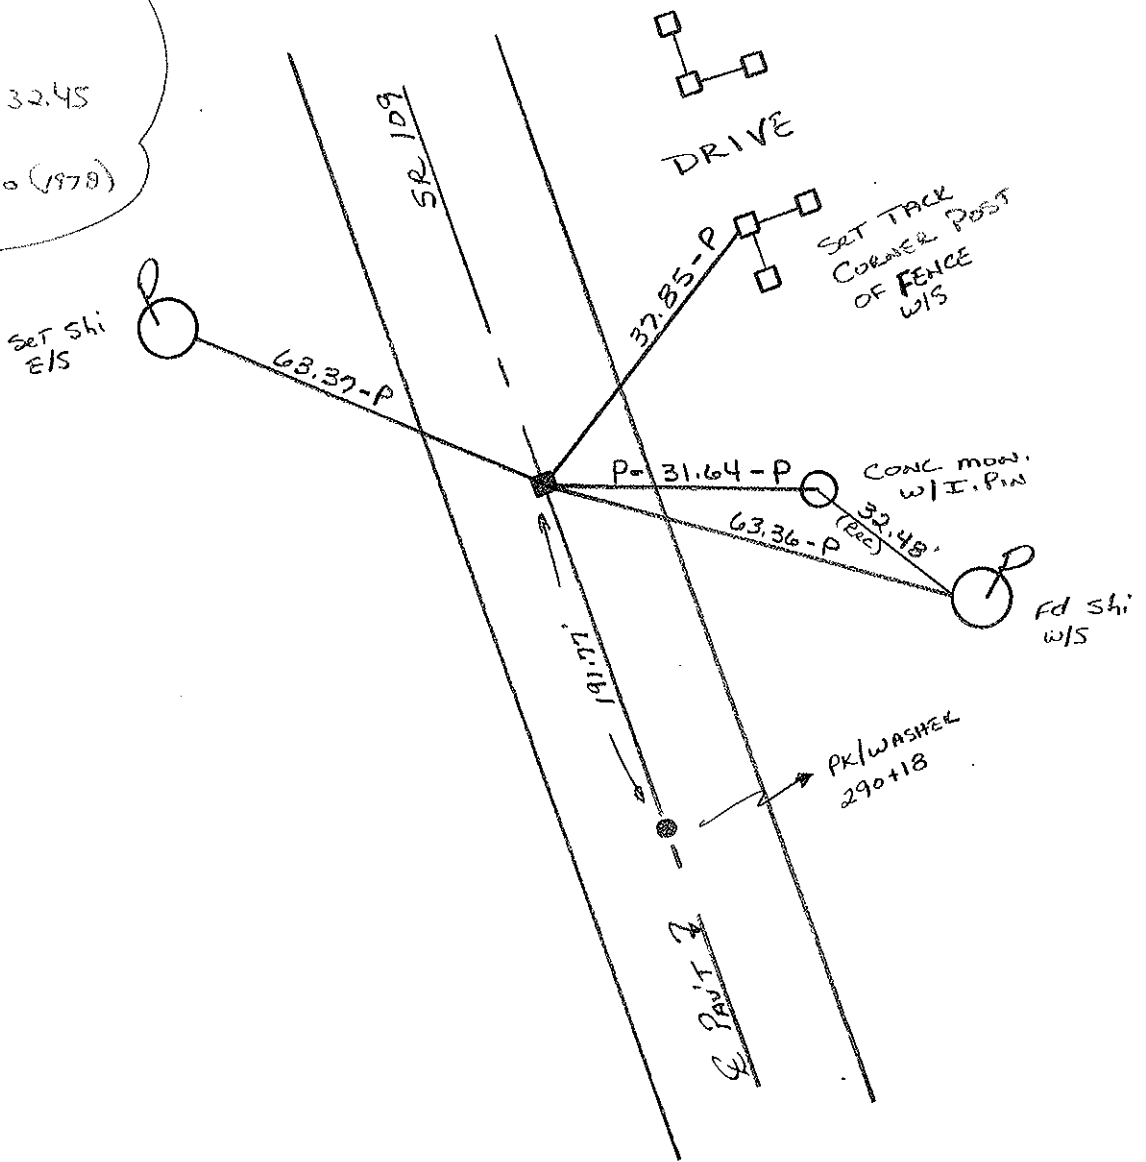 32.45
(1978)
SR 109
DRIVE
SET TACK
CORNER POST
OF FENCE
W/S
37.85-P
SET Shi
E/S
63.37-P
P- 31.64-P
CONC MON.
W/I. PIN
32.48'
(REC)
63.36-P
Fd Shi
W/S
191.77'
PK/WASHER
290+18
℄ PAV'T